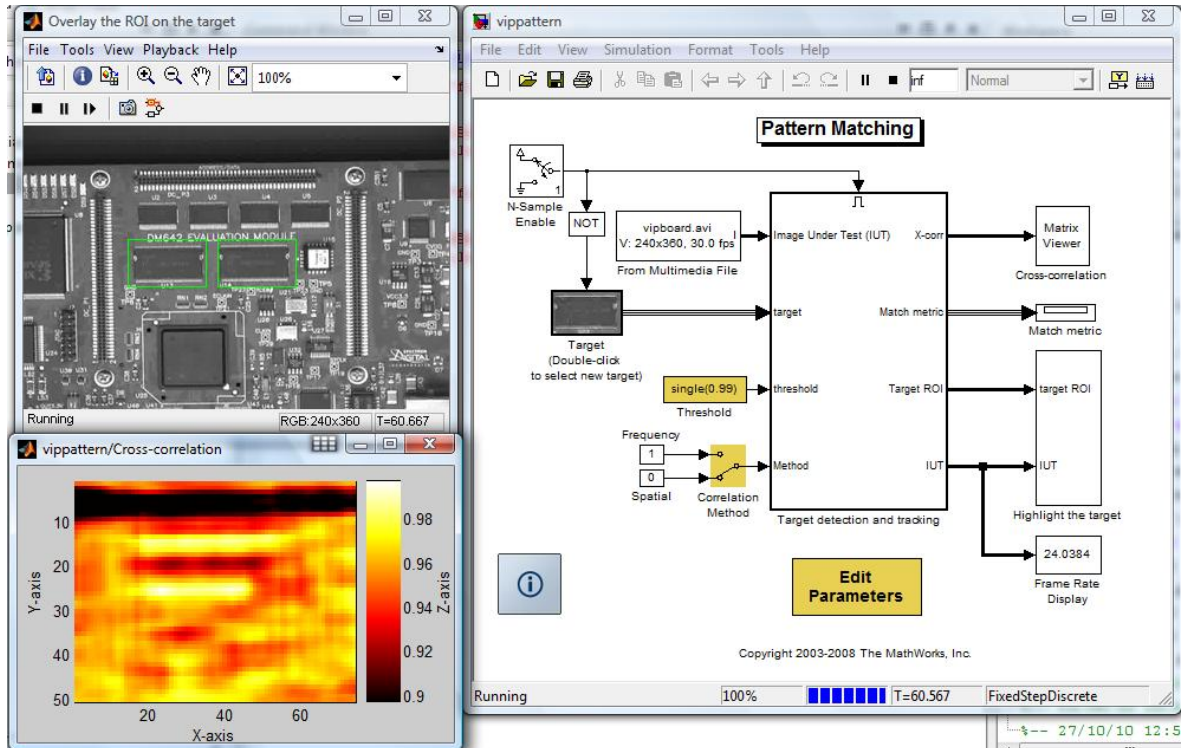 Overlay the ROI on the target
File Tools View Playback Help
100%
DM642 EVALUATION MODULE
Running
RGB:240x360
T=60.667
vippattern/Cross-correlation
10
20
30
40
50
Y-axis
20
40
60
X-axis
0.98
0.96
0.94
0.92
0.9
Z-axis
vippattern
File Edit View Simulation Format Tools Help
inf
Normal
Pattern Matching
1
N-Sample
Enable
NOT
vipboard.avi
V: 240x360, 30.0 fps
I
From Multimedia File
Target
(Double-click
to select new target)
single(0.99)
Threshold
Frequency
1
0
Spatial
Correlation
Method
Image Under Test (IUT)
X-corr
target
Match metric
threshold
Target ROI
Method
IUT
Target detection and tracking
Matrix
Viewer
Cross-correlation
Match metric
target ROI
IUT
Highlight the target
24.0384
Frame Rate
Display
Edit
Parameters
Copyright 2003-2008 The MathWorks, Inc.
Running
100%
T=60.567
FixedStepDiscrete
%-- 27/10/10 12:5